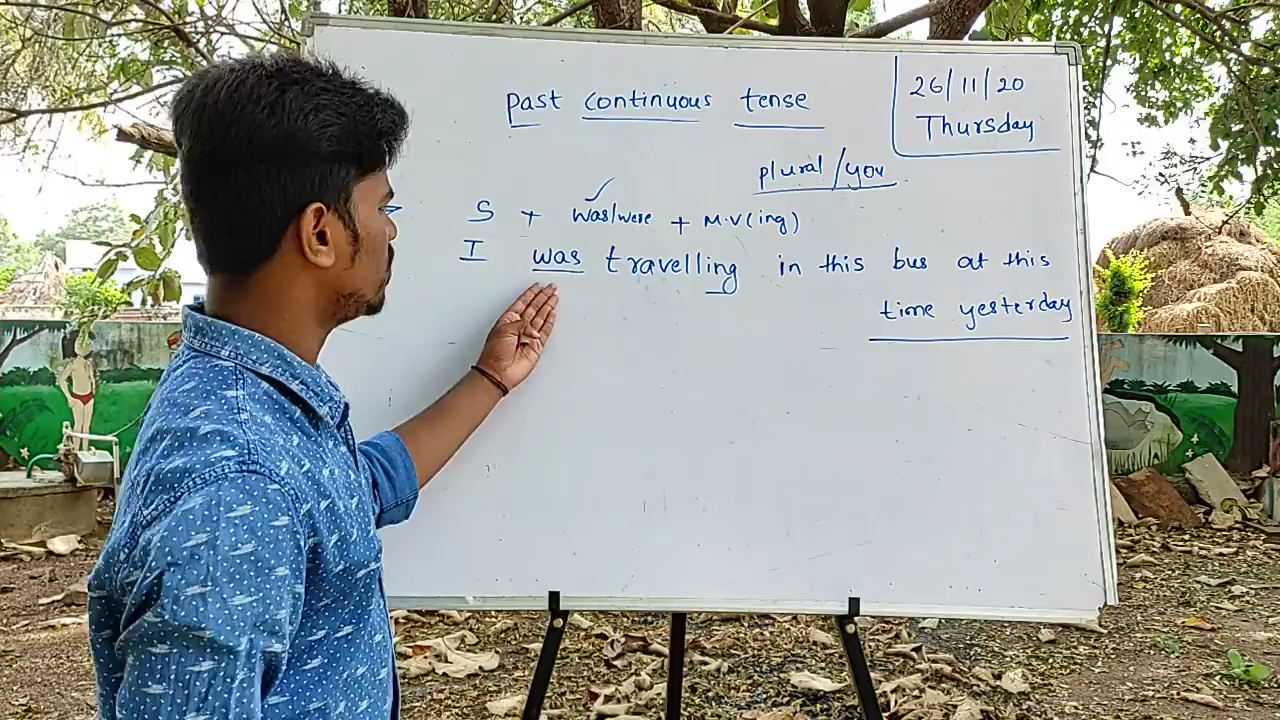 past continuous tense
26/11/20
Thursday
plural/you
S + was/were + M.V(ing)
I was travelling in this bus at this
time yesterday